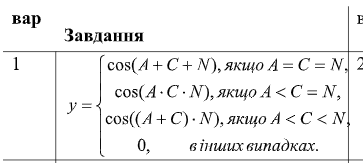 вар
Завдання
в
1
cos(A + C + N), якщо A = C = N,
2
cos(A · C · N), якщо A < C = N,
y =
cos((A + C) · N), якщо A < C < N,
0, в інших випадках.